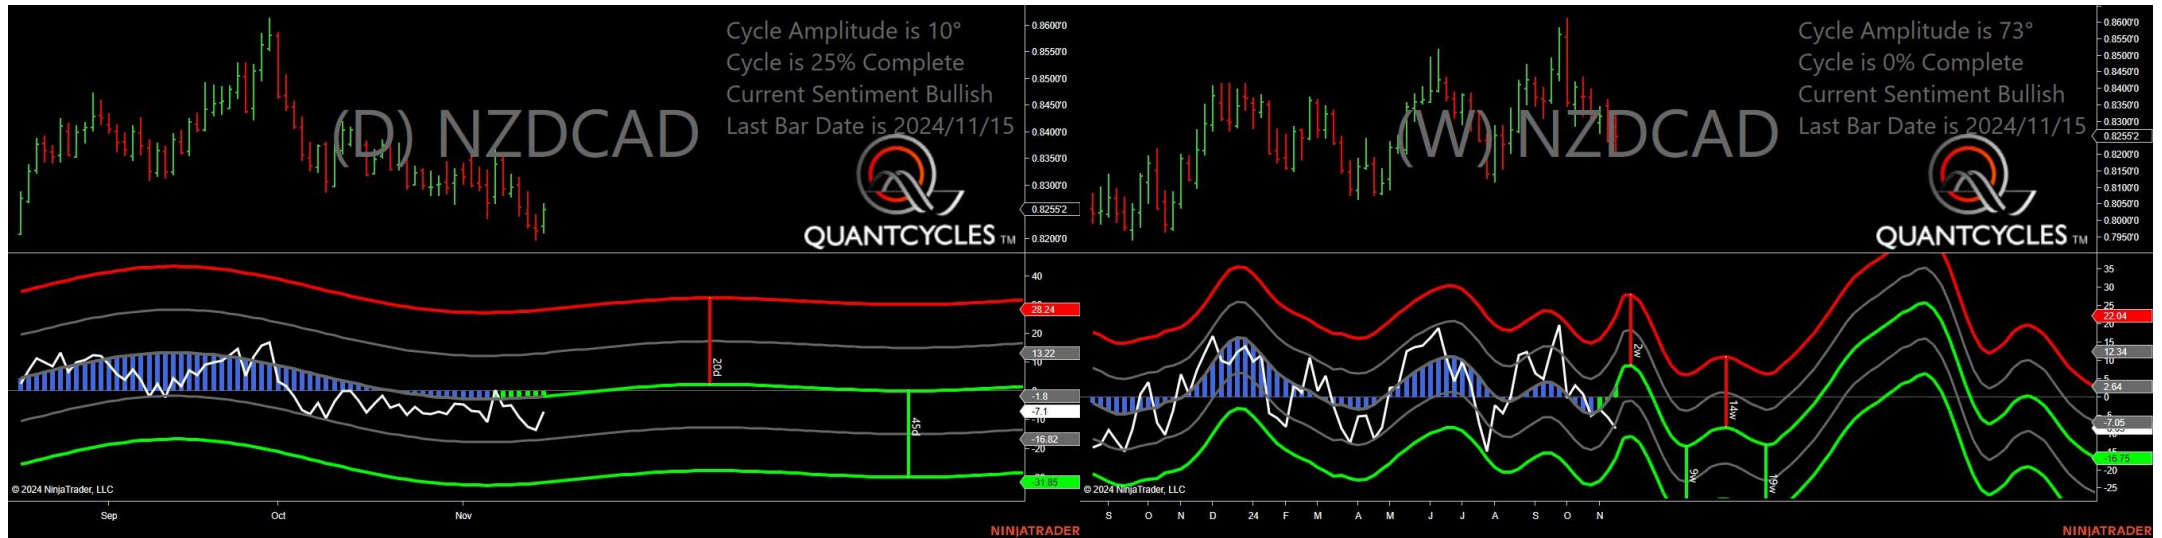 Cycle Amplitude is 10°
Cycle is 25% Complete
Current Sentiment Bullish
Last Bar Date is 2024/11/15
(D) NZDCAD
QUANTCYCLES TM
0.8600'0
0.8550'0
0.8500'0
0.8450'0
0.8400'0
0.8350'0
0.8300'0
0.8255'2
0.8200'0
40
28.24
20
13.22
10
0
-1.8
-7.1
-10
-16.82
-20
-31.85
20d
45d
© 2024 NinjaTrader, LLC
Sep Oct Nov
NINJATRADER
Cycle Amplitude is 73°
Cycle is 0% Complete
Current Sentiment Bullish
Last Bar Date is 2024/11/15
(W) NZDCAD
QUANTCYCLES TM
0.8600'0
0.8550'0
0.8500'0
0.8450'0
0.8400'0
0.8350'0
0.8300'0
0.8255'2
0.8200'0
0.8150'0
0.8100'0
0.8050'0
0.8000'0
0.7950'0
35
30
25
22.04
20
15
12.34
10
5
2.64
0
-5
-7.05
-10
-15
-16.75
-20
-25
2w
14w
9w
19w
© 2024 NinjaTrader, LLC
S O N D 24 F M A M J J A S O N
NINJATRADER